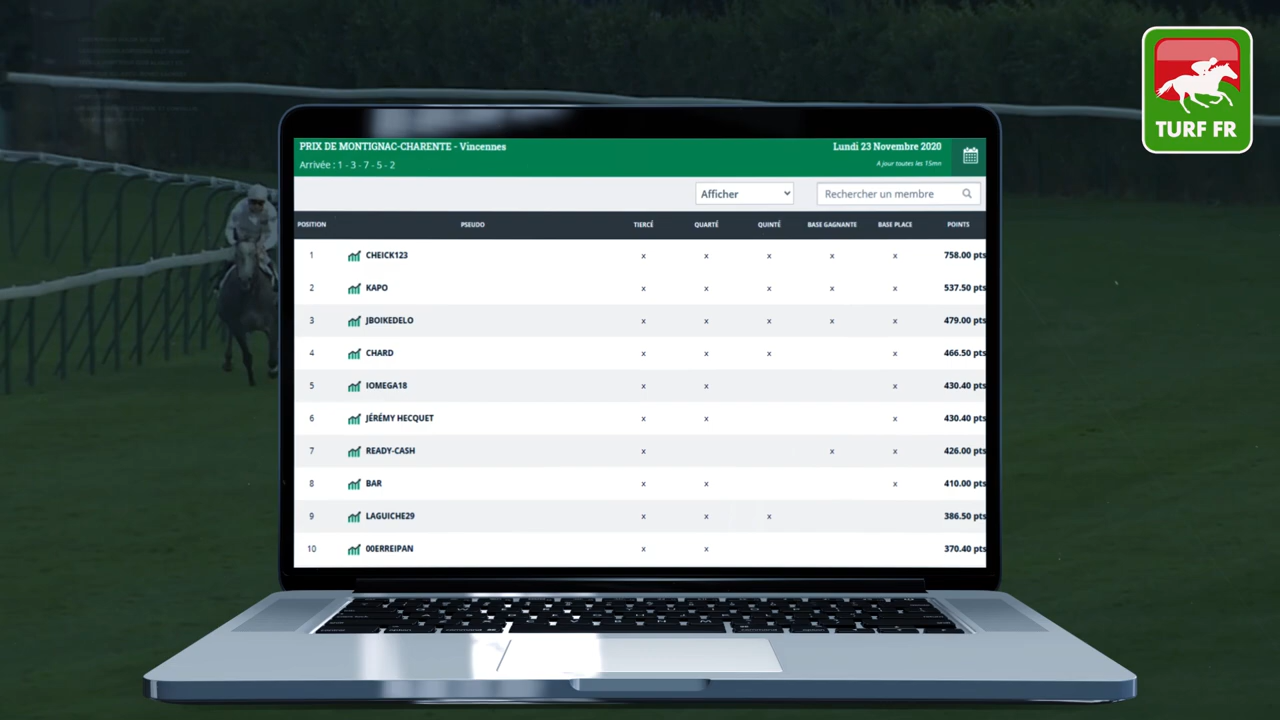 TURF FR
PRIX DE MONTIGNAC-CHARENTE - Vincennes
Lundi 23 Novembre 2020
Arrivée : 1 - 3 - 7 - 5 - 2
A jour toutes les 15mn
Afficher
Rechercher un membre
POSITION PSEUDO TIERCÉ QUARTÉ QUINTÉ BASE GAGNANTE BASE PLACE POINTS
1 CHEICK123 x x x x x 758.00 pts
2 KAPO x x x x x 537.50 pts
3 JBOIKEDELO x x x x x 479.00 pts
4 CHARD x x x x 466.50 pts
5 IOMEGA18 x x x 430.40 pts
6 JÉRÉMY HECQUET x x x 430.40 pts
7 READY-CASH x x x 426.00 pts
8 BAR x x x 410.00 pts
9 LAGUICHE29 x x x 386.50 pts
10 00ERREIPAN x x 370.40 pts